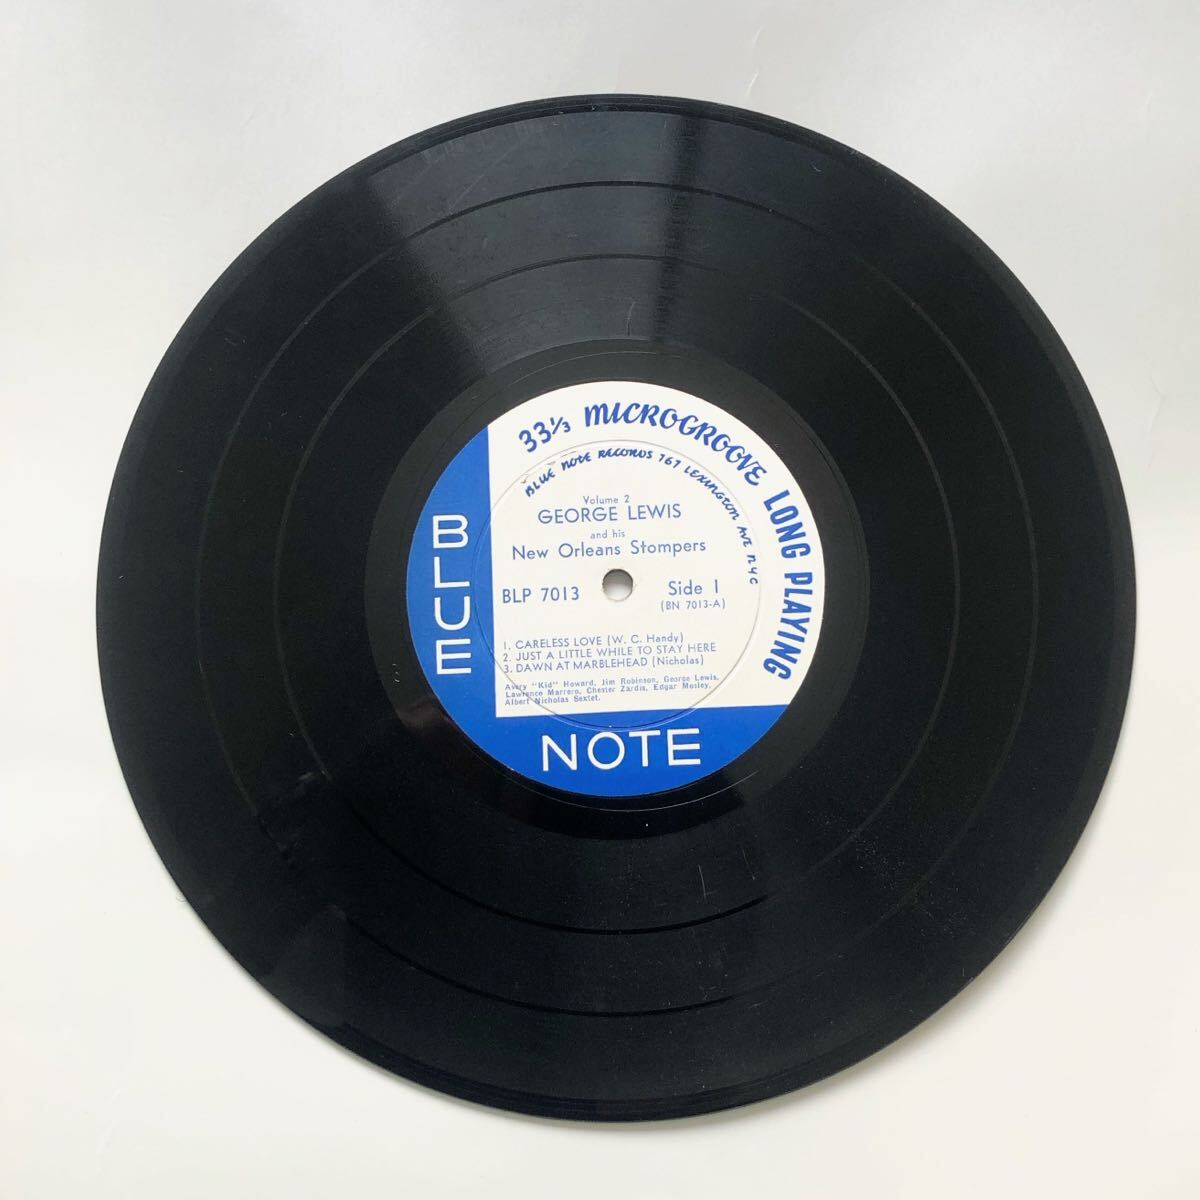 33⅓ MICROGROOVE LONG PLAYING
BLUE NOTE RECORDS 767 LEXINGTON AVE NYC
Volume 2
GEORGE LEWIS
and his
New Orleans Stompers
BLP 7013 Side 1
(BN 7013-A)
1. CARELESS LOVE (W. C. Handy)
2. JUST A LITTLE WHILE TO STAY HERE
3. DAWN AT MARBLEHEAD (Nicholas)
Avery "Kid" Howard, Jim Robinson, George Lewis,
Lawrence Marrero, Chester Zardis, Edgar Mosley,
Albert Nicholas Sextet.
BLUE
NOTE